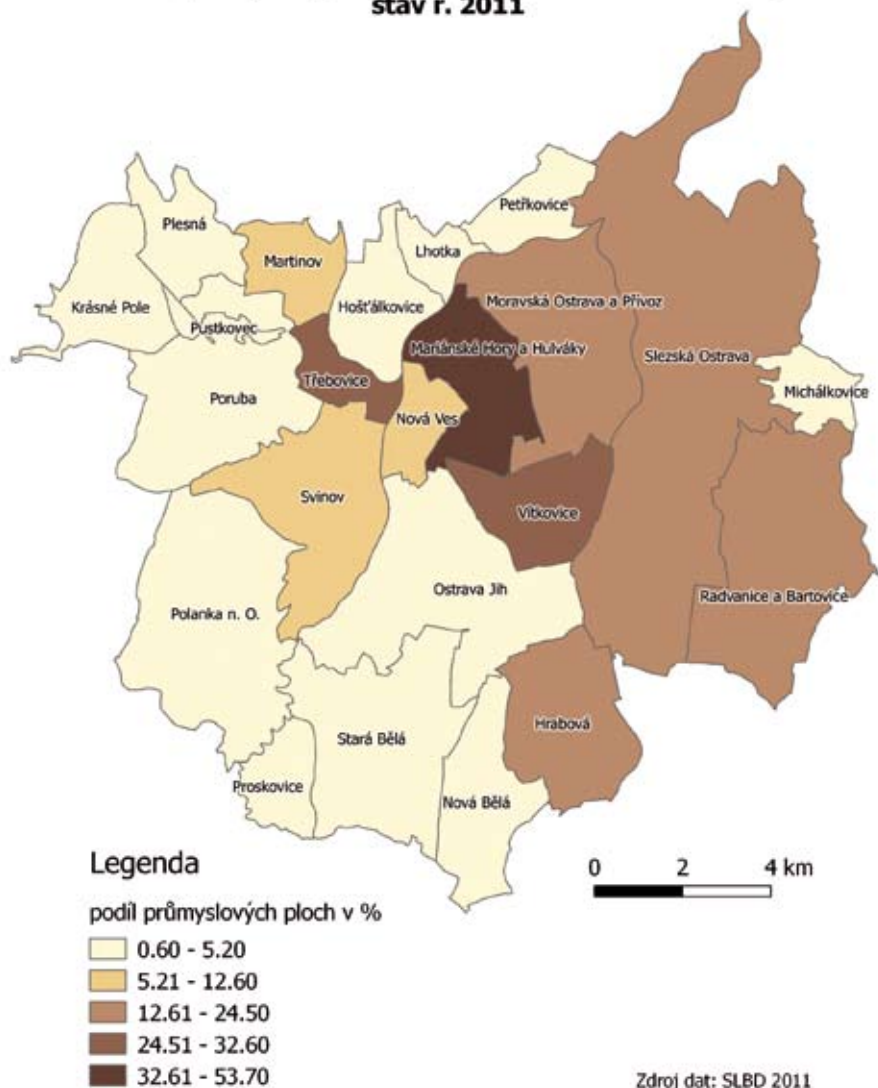 stav r. 2011
Petřkovice
Plesná
Lhotka
Martinov
Krásné Pole
Hošťálkovice
Moravská Ostrava a Přívoz
Pustkovec
Mariánské Hory a Hulváky
Slezská Ostrava
Třebovice
Michálkovice
Poruba
Nová Ves
Svinov
Vítkovice
Ostrava Jih
Radvanice a Bartovice
Polanka n. O.
Hrabová
Stará Bělá
Proskovice
Nová Bělá
Legenda
0 2 4 km
podíl průmyslových ploch v %
0.60 - 5.20
5.21 - 12.60
12.61 - 24.50
24.51 - 32.60
32.61 - 53.70
Zdroj dat: SLBD 2011